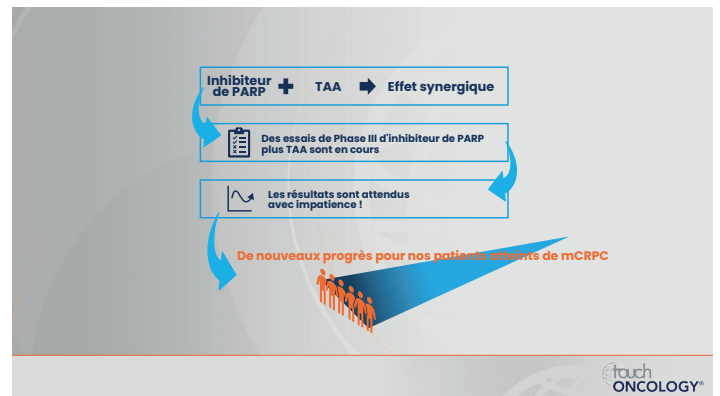 Inhibiteur
de PARP + TAA Effet synergique
Des essais de Phase III d'inhibiteur de PARP
plus TAA sont en cours
Les résultats sont attendus
avec impatience !
De nouveaux progrès pour nos patients atteints de mCRPC
touch
ONCOLOGY®